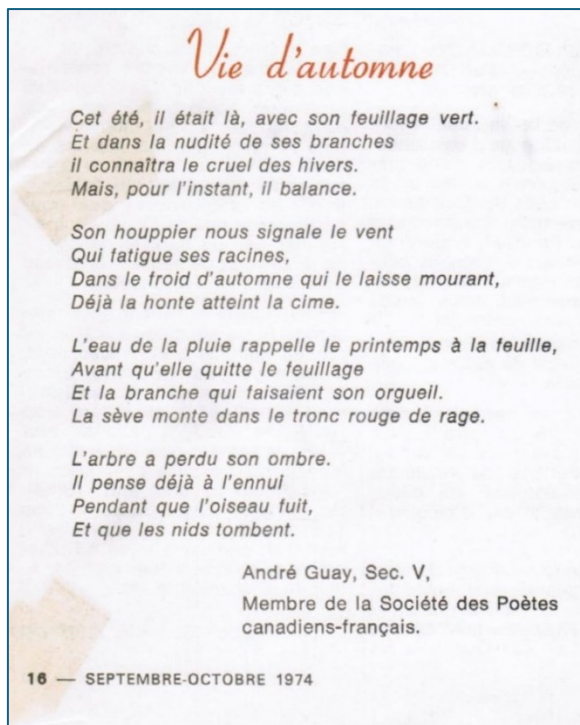 Vie d'automne
Cet été, il était là, avec son feuillage vert.
Et dans la nudité de ses branches
il connaîtra le cruel des hivers.
Mais, pour l'instant, il balance.
Son houppier nous signale le vent
Qui fatigue ses racines,
Dans le froid d'automne qui le laisse mourant,
Déjà la honte atteint la cime.
L'eau de la pluie rappelle le printemps à la feuille,
Avant qu'elle quitte le feuillage
Et la branche qui faisaient son orgueil.
La sève monte dans le tronc rouge de rage.
L'arbre a perdu son ombre.
Il pense déjà à l'ennui
Pendant que l'oiseau fuit,
Et que les nids tombent.
André Guay, Sec. V,
Membre de la Société des Poètes
canadiens-français.
16 — SEPTEMBRE-OCTOBRE 1974